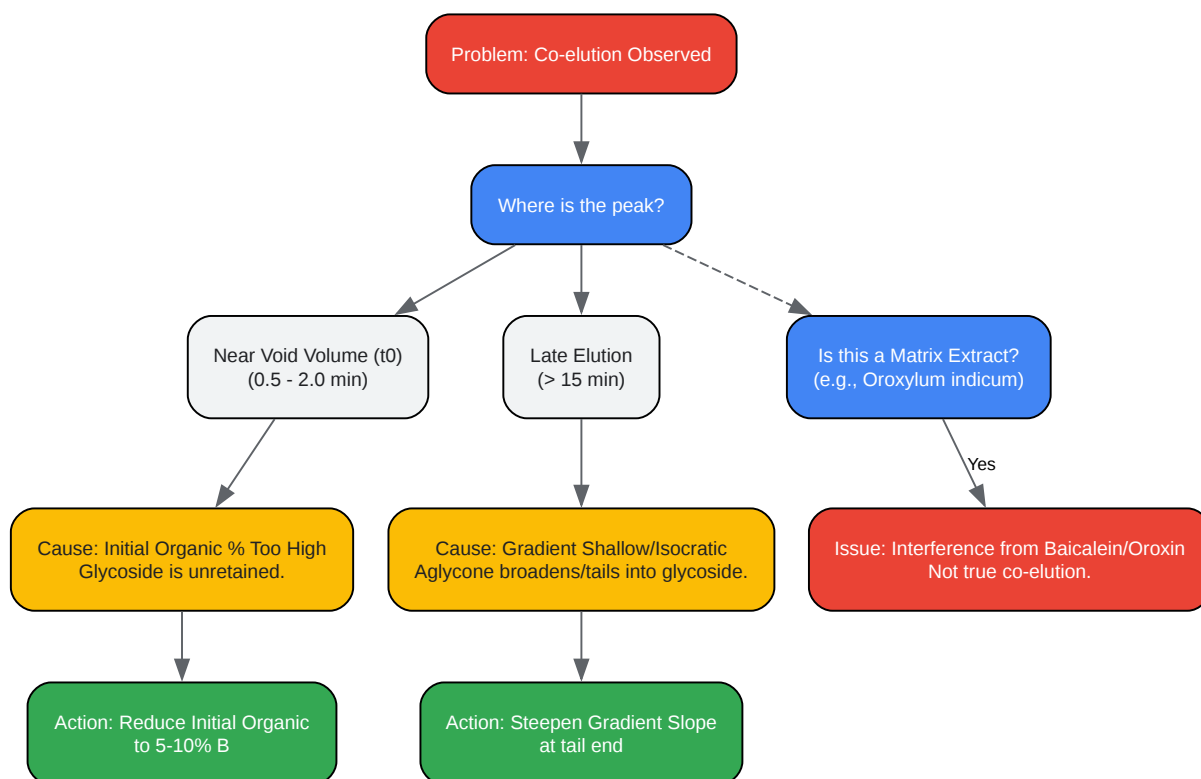 Problem: Co-elution Observed
Where is the peak?
Near Void Volume (t0)
(0.5 - 2.0 min)
Late Elution
(> 15 min)
Is this a Matrix Extract?
(e.g., Oroxylum indicum)
Yes
Cause: Initial Organic % Too High
Glycoside is unretained.
Cause: Gradient Shallow/Isocratic
Aglycone broadens/tails into glycoside.
Issue: Interference from Baicalein/Oroxin
Not true co-elution.
Action: Reduce Initial Organic
to 5-10% B
Action: Steepen Gradient Slope
at tail end